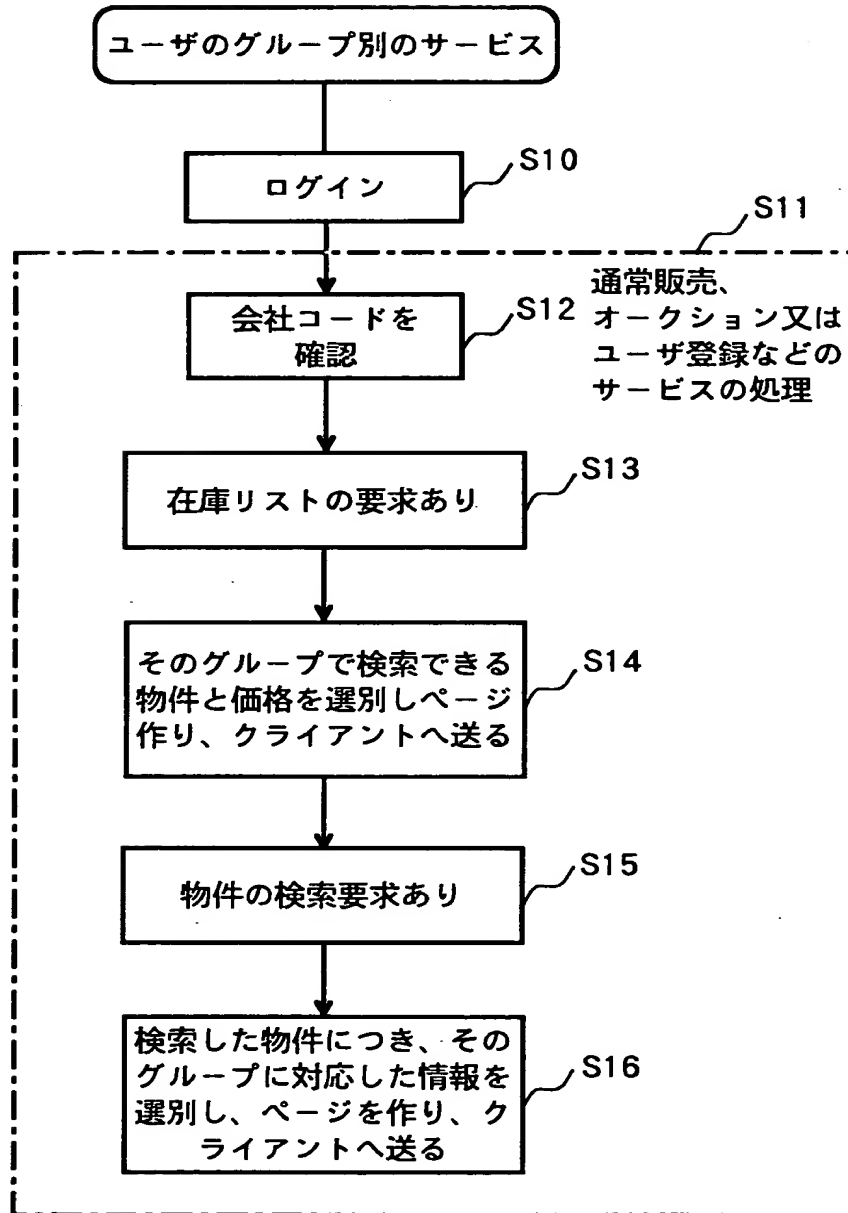 ユーザのグループ別のサービス
ログイン
S10
S11
会社コードを
確認
S12
通常販売、
オークション又は
ユーザ登録などの
サービスの処理
在庫リストの要求あり
S13
そのグループで検索できる
物件と価格を選別しページ
作り、クライアントへ送る
S14
物件の検索要求あり
S15
検索した物件につき、その
グループに対応した情報を
選別し、ページを作り、ク
ライアントへ送る
S16